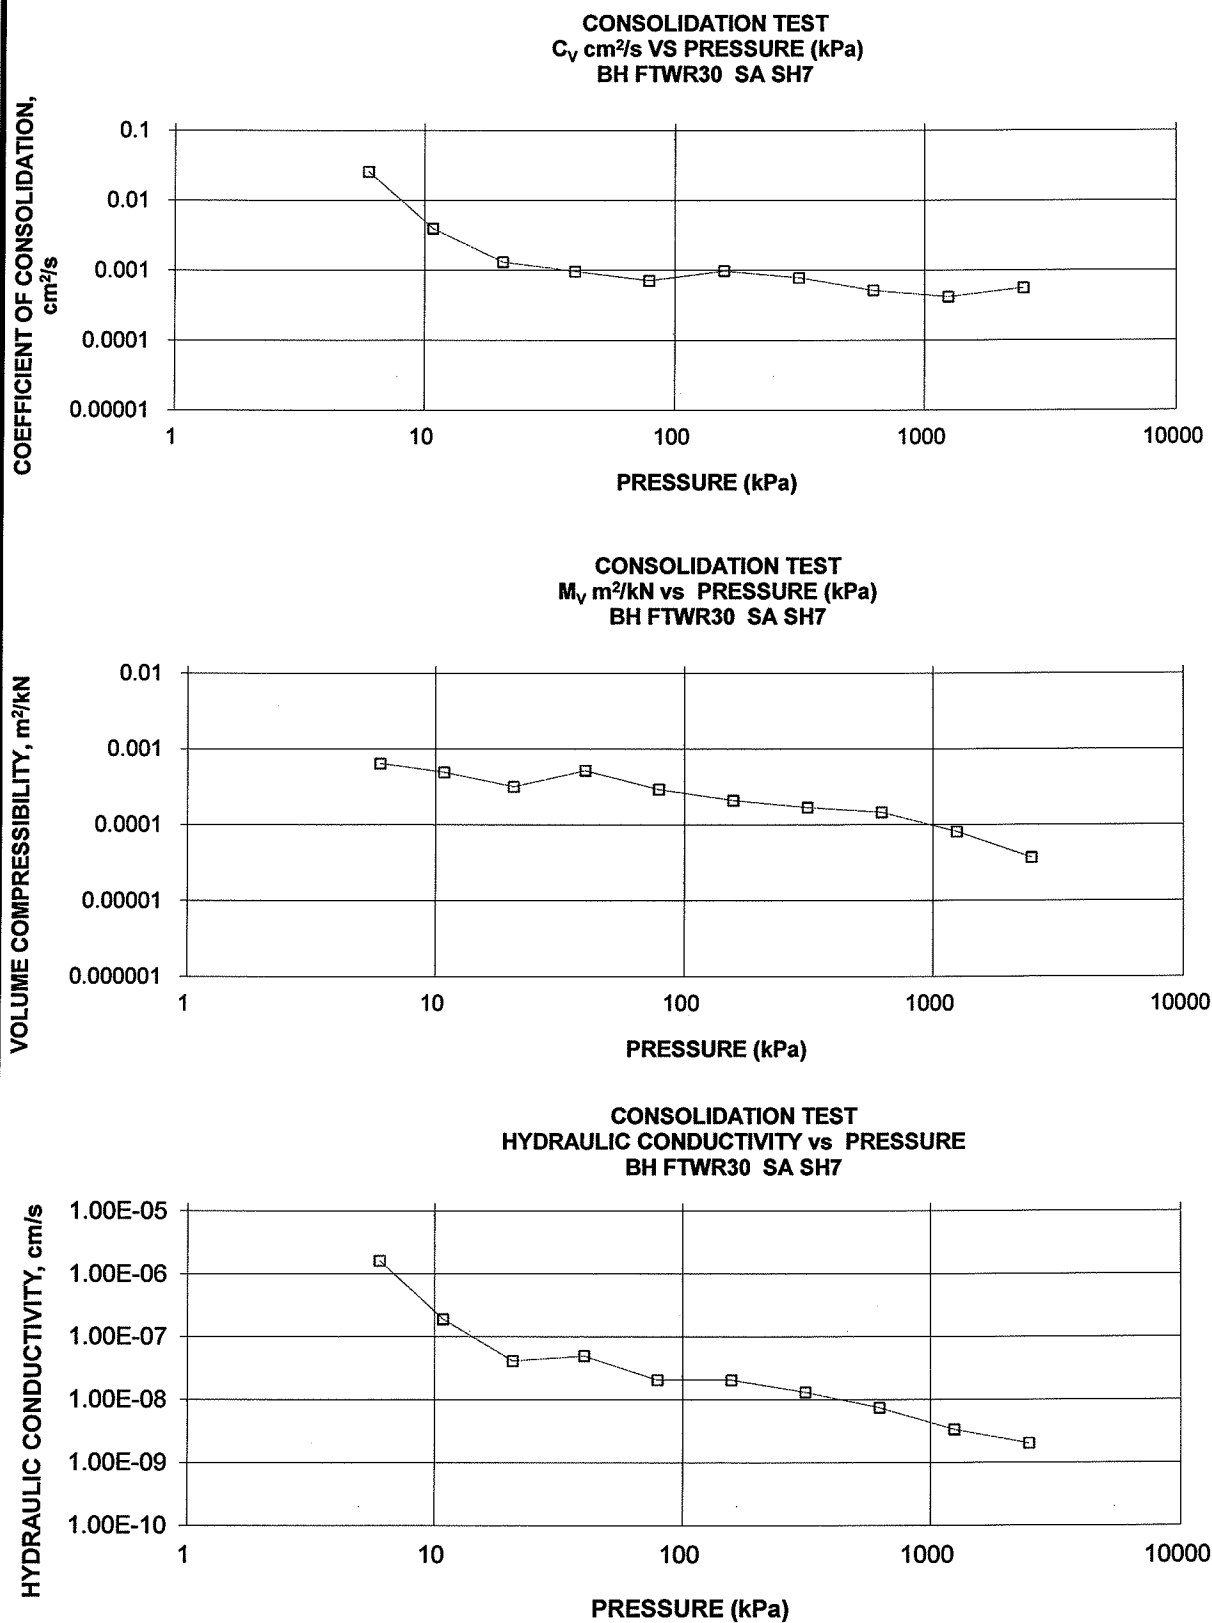 CONSOLIDATION TEST
C_V cm²/s VS PRESSURE (kPa)
BH FTWR30 SA SH7
COEFFICIENT OF CONSOLIDATION,
cm²/s
0.1
0.01
0.001
0.0001
0.00001
1 10 100 1000 10000
PRESSURE (kPa)
CONSOLIDATION TEST
M_V m²/kN vs PRESSURE (kPa)
BH FTWR30 SA SH7
VOLUME COMPRESSIBILITY, m²/kN
0.01
0.001
0.0001
0.00001
0.000001
1 10 100 1000 10000
PRESSURE (kPa)
CONSOLIDATION TEST
HYDRAULIC CONDUCTIVITY vs PRESSURE
BH FTWR30 SA SH7
HYDRAULIC CONDUCTIVITY, cm/s
1.00E-05
1.00E-06
1.00E-07
1.00E-08
1.00E-09
1.00E-10
1 10 100 1000 10000
PRESSURE (kPa)